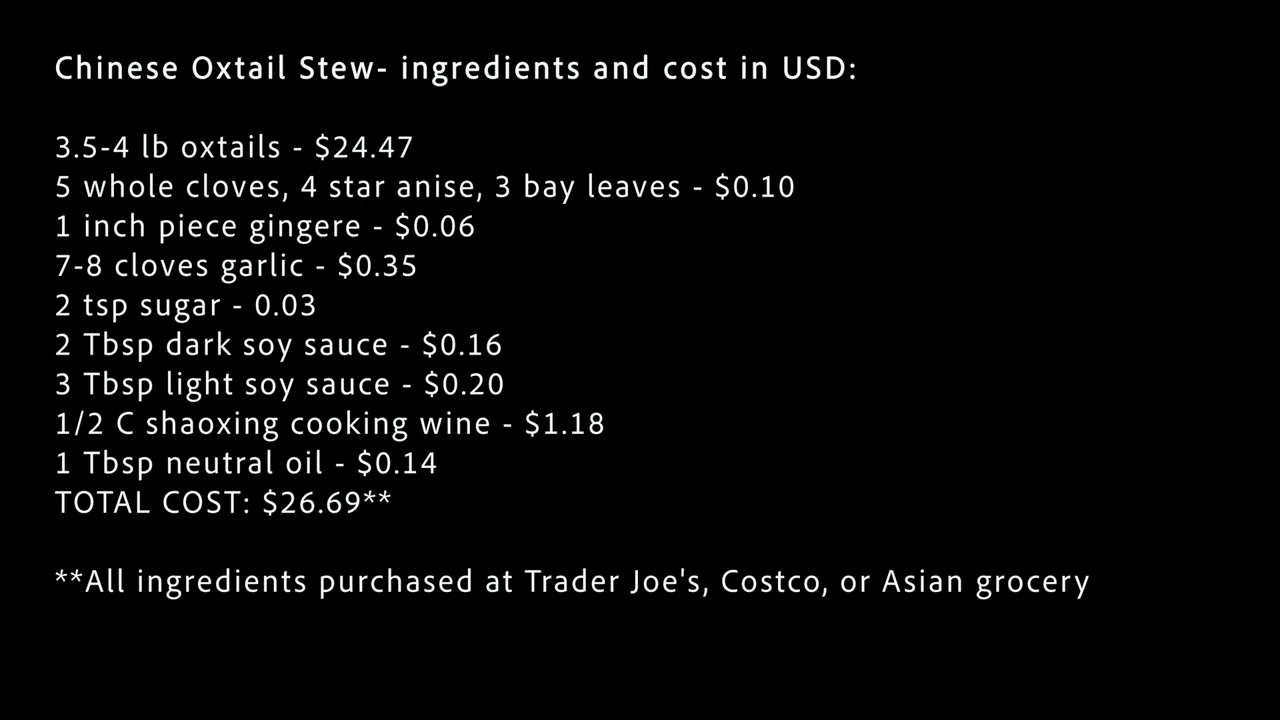 Chinese Oxtail Stew- ingredients and cost in USD:
3.5-4 lb oxtails - $24.47
5 whole cloves, 4 star anise, 3 bay leaves - $0.10
1 inch piece gingere - $0.06
7-8 cloves garlic - $0.35
2 tsp sugar - 0.03
2 Tbsp dark soy sauce - $0.16
3 Tbsp light soy sauce - $0.20
1/2 C shaoxing cooking wine - $1.18
1 Tbsp neutral oil - $0.14
TOTAL COST: $26.69**
**All ingredients purchased at Trader Joe's, Costco, or Asian grocery